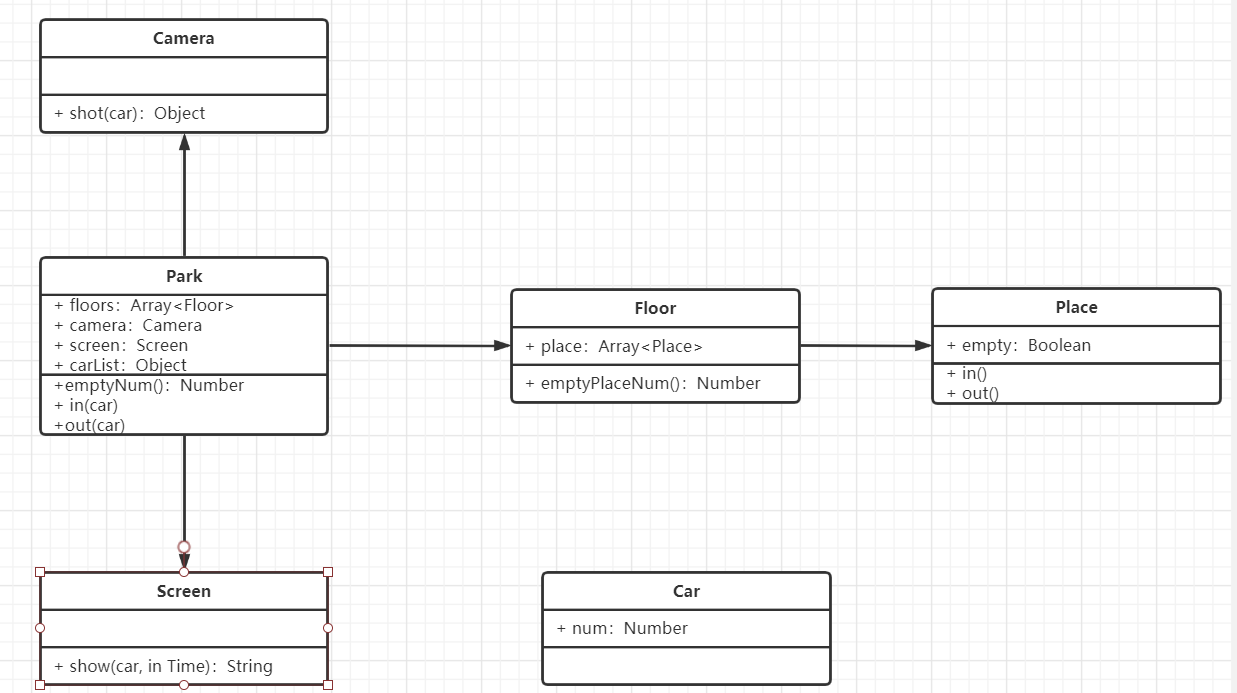 Camera
+ shot(car)：Object
Park
+ floors：Array<Floor>
+ camera：Camera
+ screen：Screen
+ carList：Object
+emptyNum()：Number
+ in(car)
+out(car)
Floor
+ place：Array<Place>
+ emptyPlaceNum()：Number
Place
+ empty：Boolean
+ in()
+ out()
Screen
+ show(car, in Time)：String
Car
+ num：Number